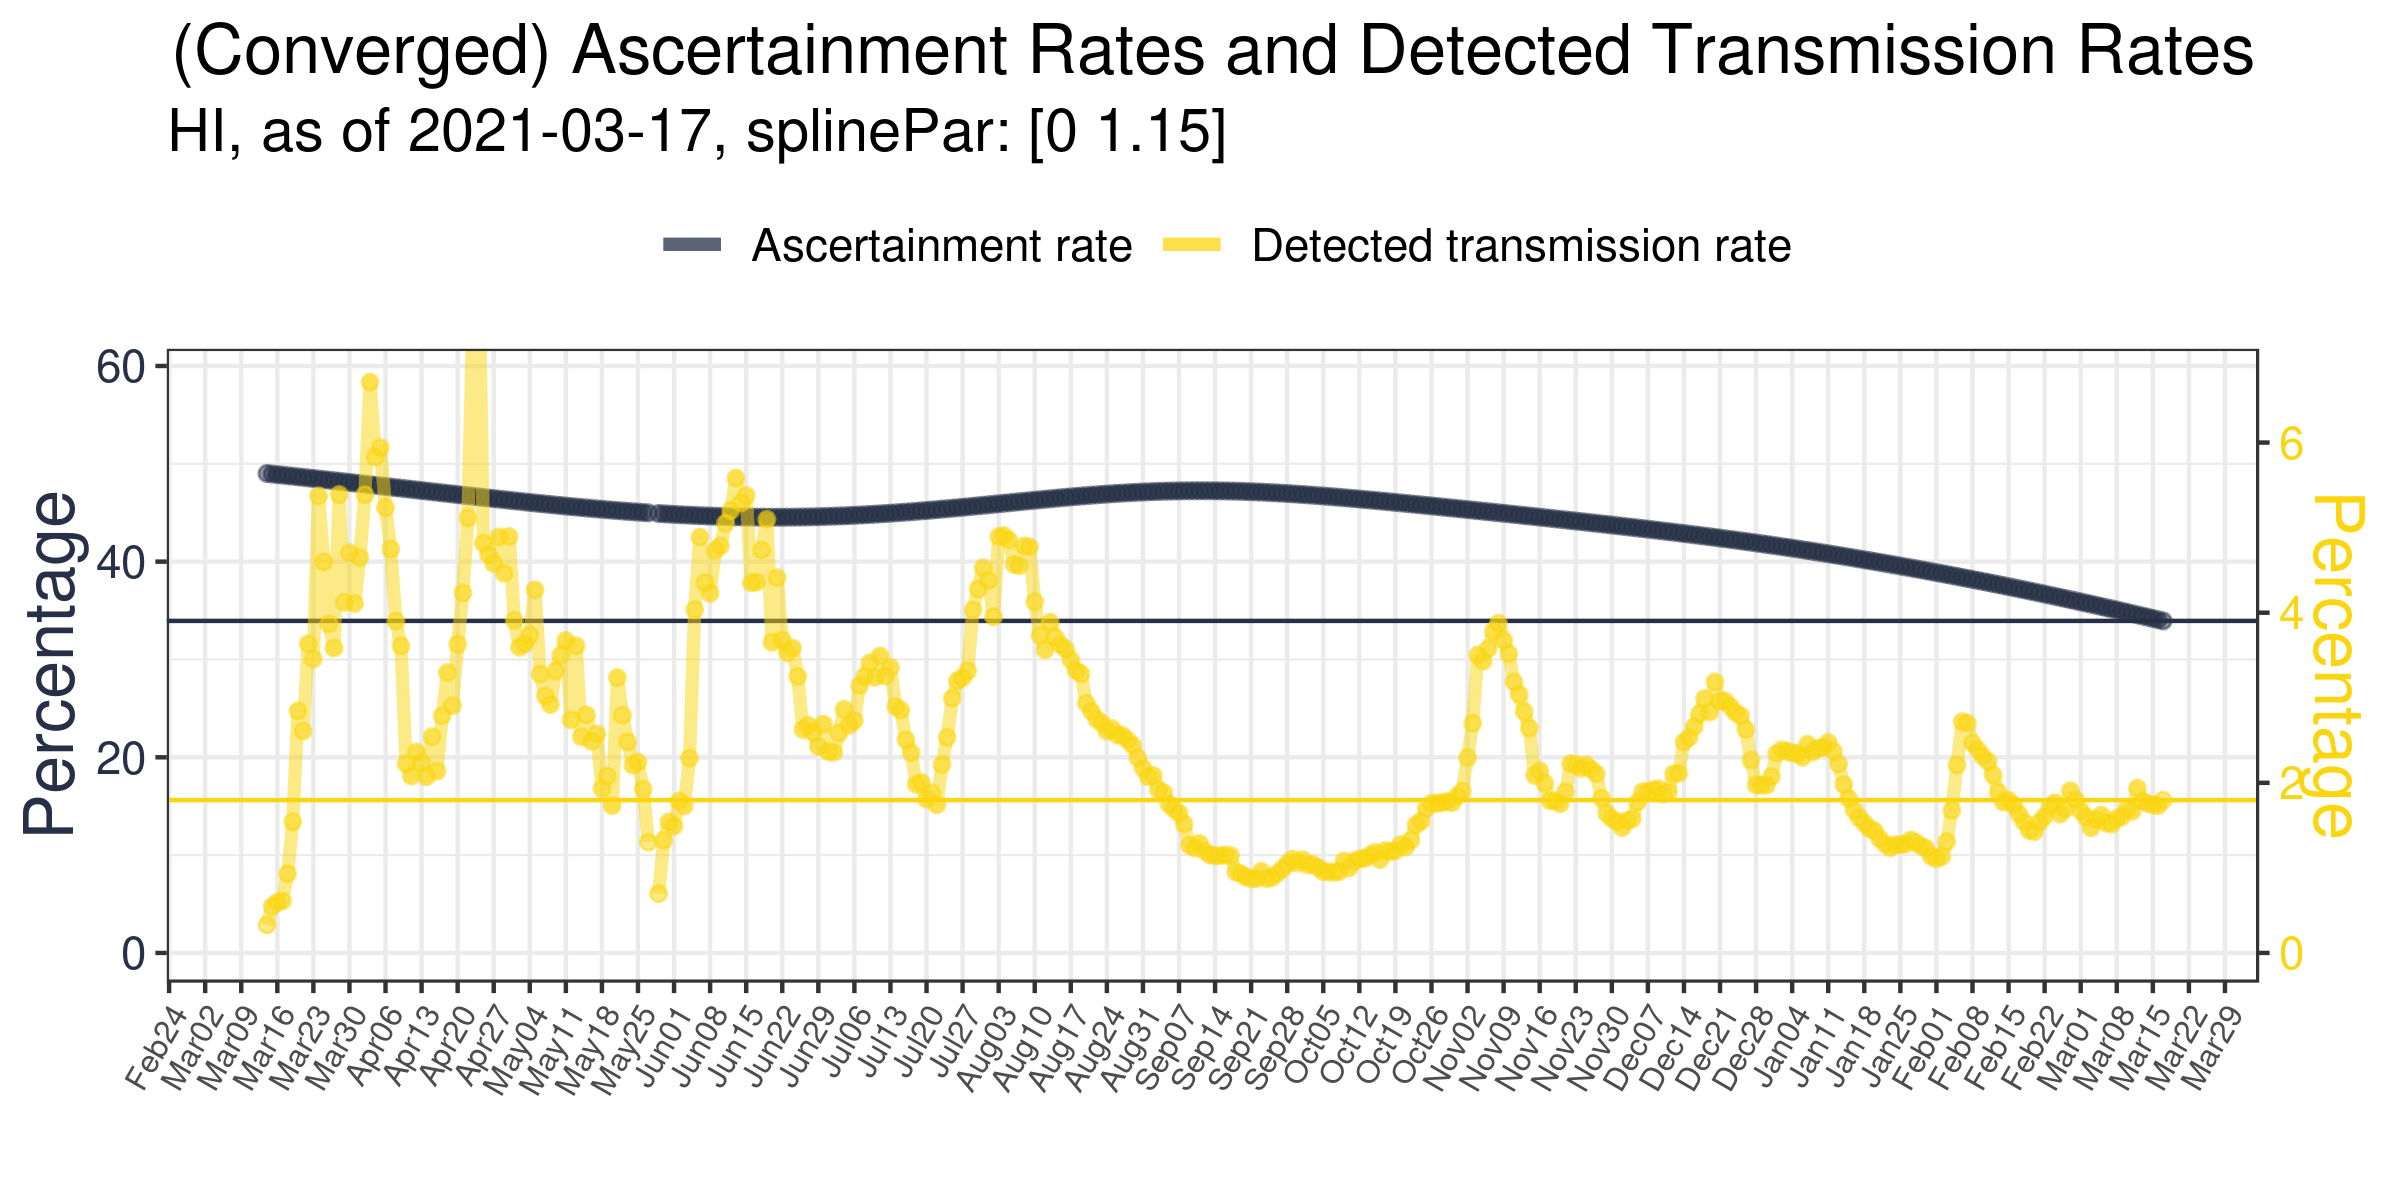 (Converged) Ascertainment Rates and Detected Transmission Rates
HI, as of 2021-03-17, splinePar: [0 1.15]
Ascertainment rate
Detected transmission rate
Percentage
60
40
20
0
6
4
2
0
Percentage
Feb24
Mar02
Mar09
Mar16
Mar23
Mar30
Apr06
Apr13
Apr20
Apr27
May04
May11
May18
May25
Jun01
Jun08
Jun15
Jun22
Jun29
Jul06
Jul13
Jul20
Jul27
Aug03
Aug10
Aug17
Aug24
Aug31
Sep07
Sep14
Sep21
Sep28
Oct05
Oct12
Oct19
Oct26
Nov02
Nov09
Nov16
Nov23
Nov30
Dec07
Dec14
Dec21
Dec28
Jan04
Jan11
Jan18
Jan25
Feb01
Feb08
Feb15
Feb22
Mar01
Mar08
Mar15
Mar22
Mar29